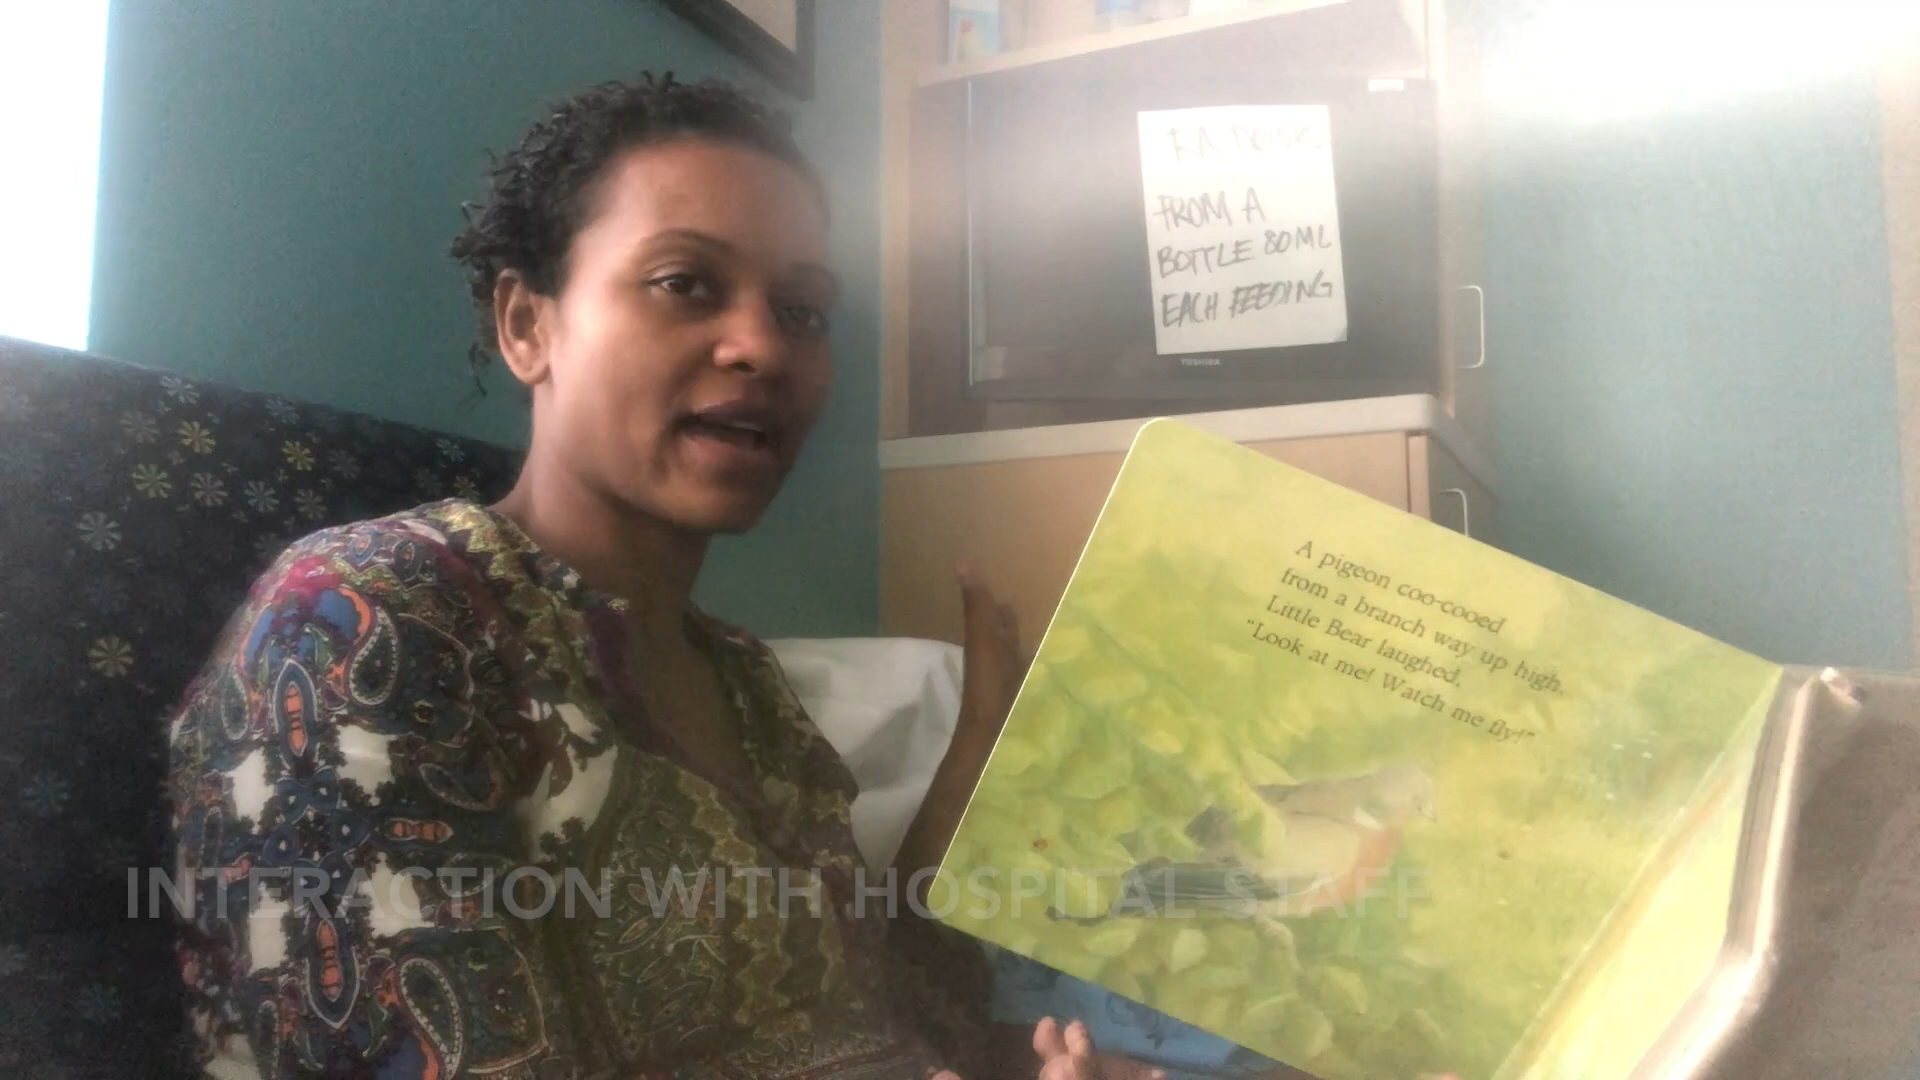 FROM A
BOTTLE 80ML
EACH FEEDING
TOSHIBA
A pigeon coo-cooed
from a branch way up high.
Little Bear laughed,
"Look at me! Watch me fly!"
INTERACTION WITH HOSPITAL STAFF